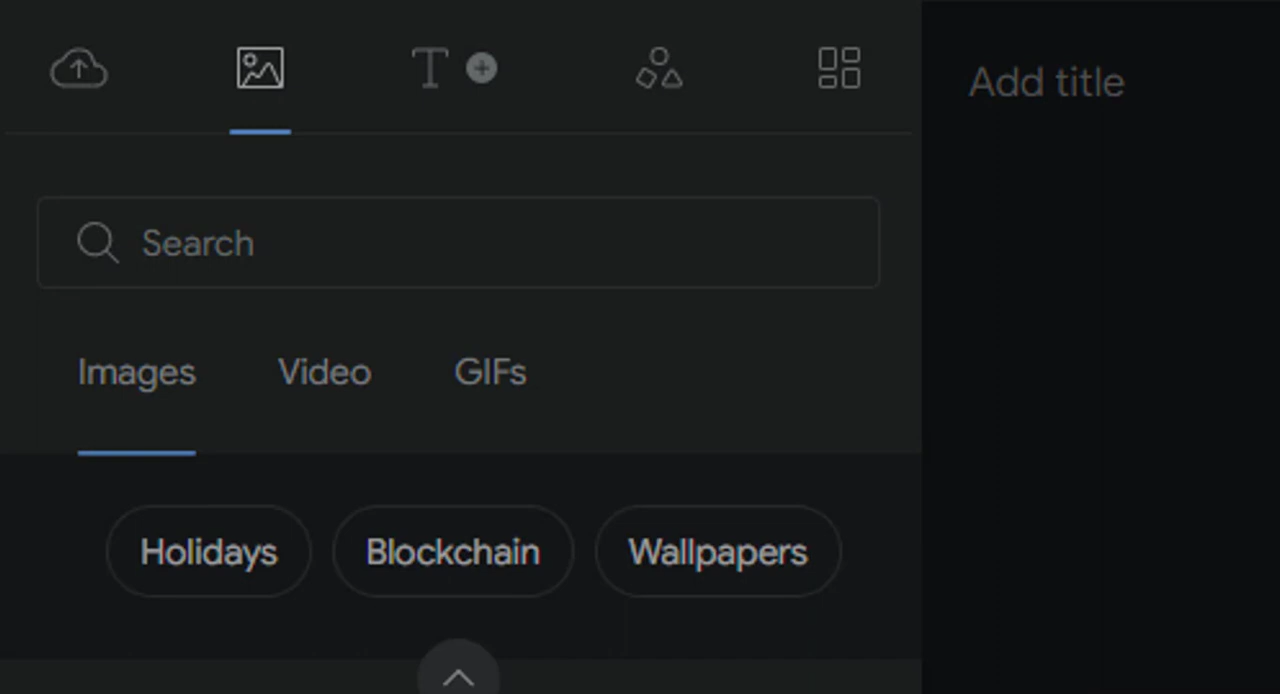 T
Add title
Search
Images Video GIFs
Holidays Blockchain Wallpapers